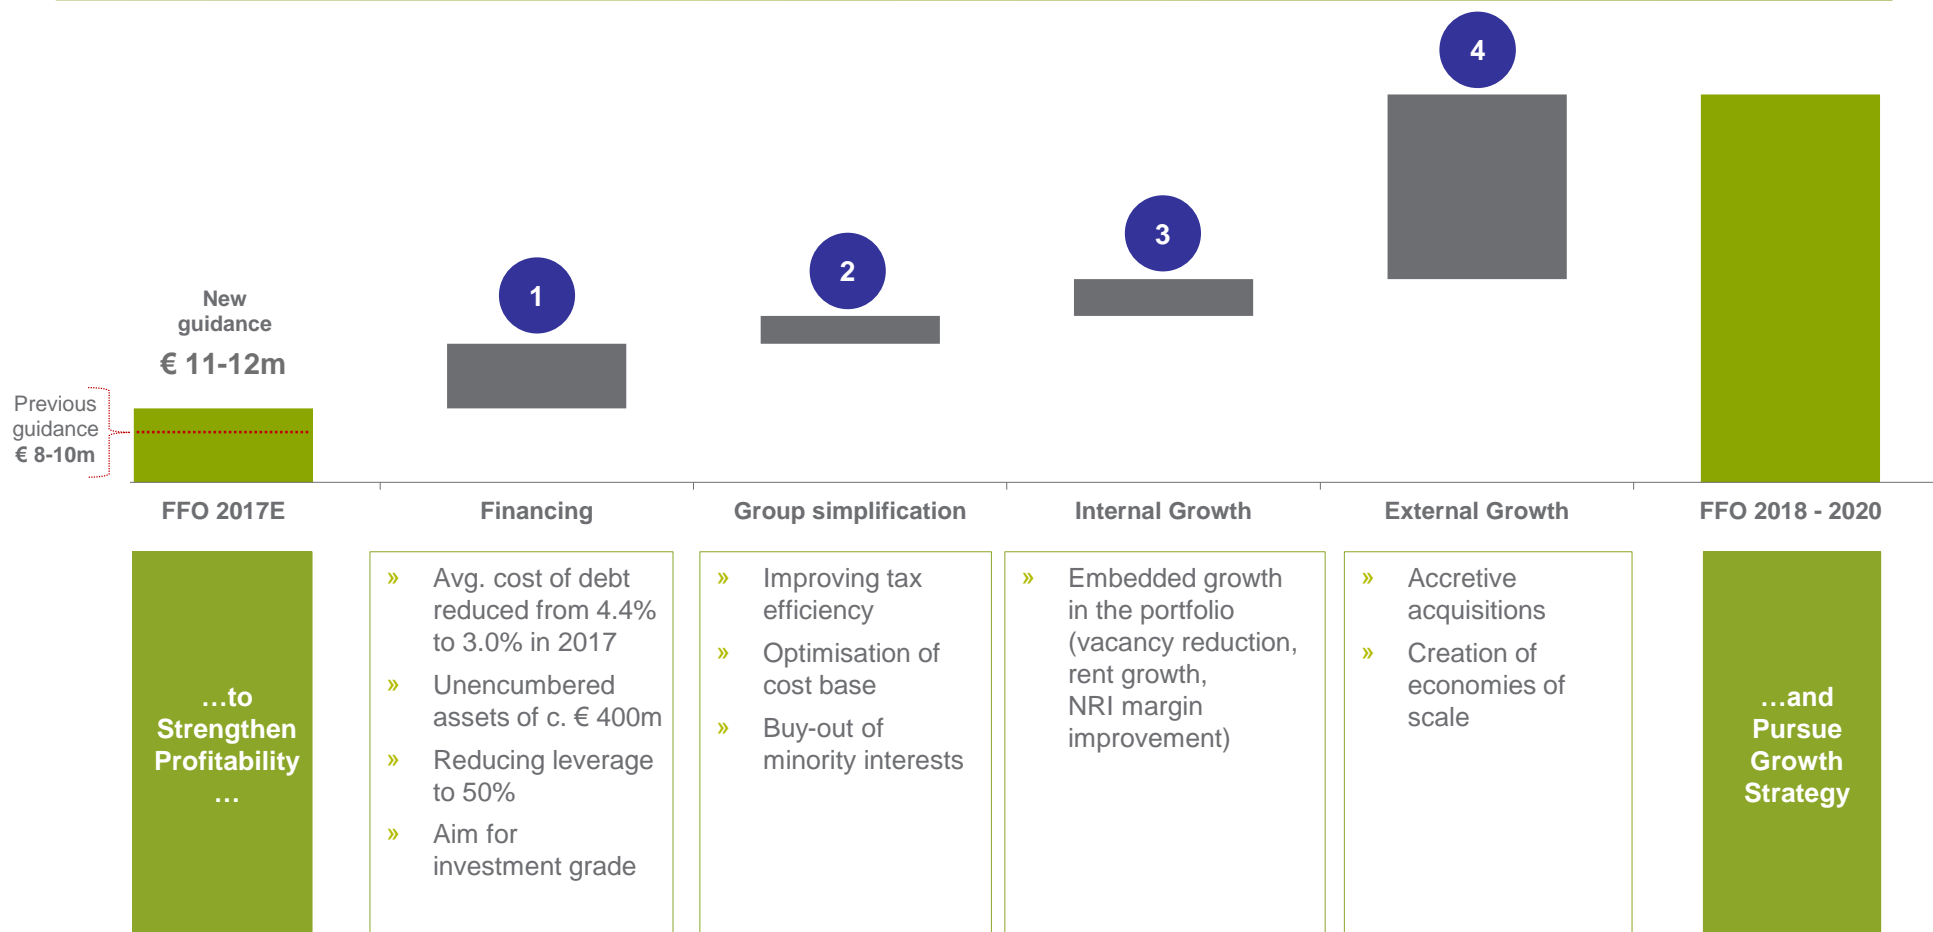 4
3
2
1
New
guidance
€ 11-12m
Previous
guidance
€ 8-10m
FFO 2017E
Financing
Group simplification
Internal Growth
External Growth
FFO 2018 - 2020
…to
Strengthen
Profitability
…
» Avg. cost of debt
reduced from 4.4%
to 3.0% in 2017
» Unencumbered
assets of c. € 400m
» Reducing leverage
to 50%
» Aim for
investment grade
» Improving tax
efficiency
» Optimisation of
cost base
» Buy-out of
minority interests
» Embedded growth
in the portfolio
(vacancy reduction,
rent growth,
NRI margin
improvement)
» Accretive
acquisitions
» Creation of
economies of
scale
…and
Pursue
Growth
Strategy